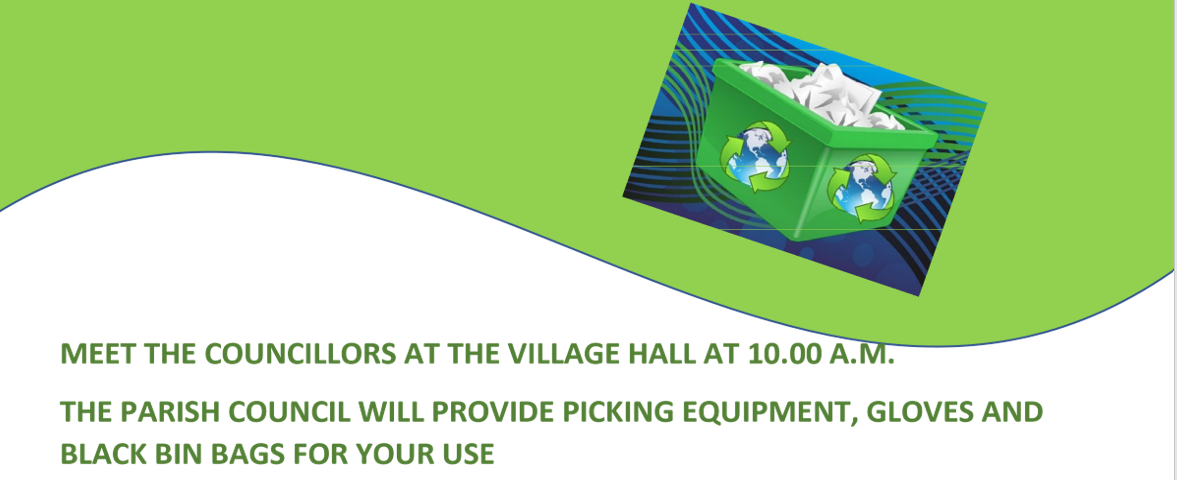 MEET THE COUNCILLORS AT THE VILLAGE HALL AT 10.00 A.M.
THE PARISH COUNCIL WILL PROVIDE PICKING EQUIPMENT, GLOVES AND
BLACK BIN BAGS FOR YOUR USE